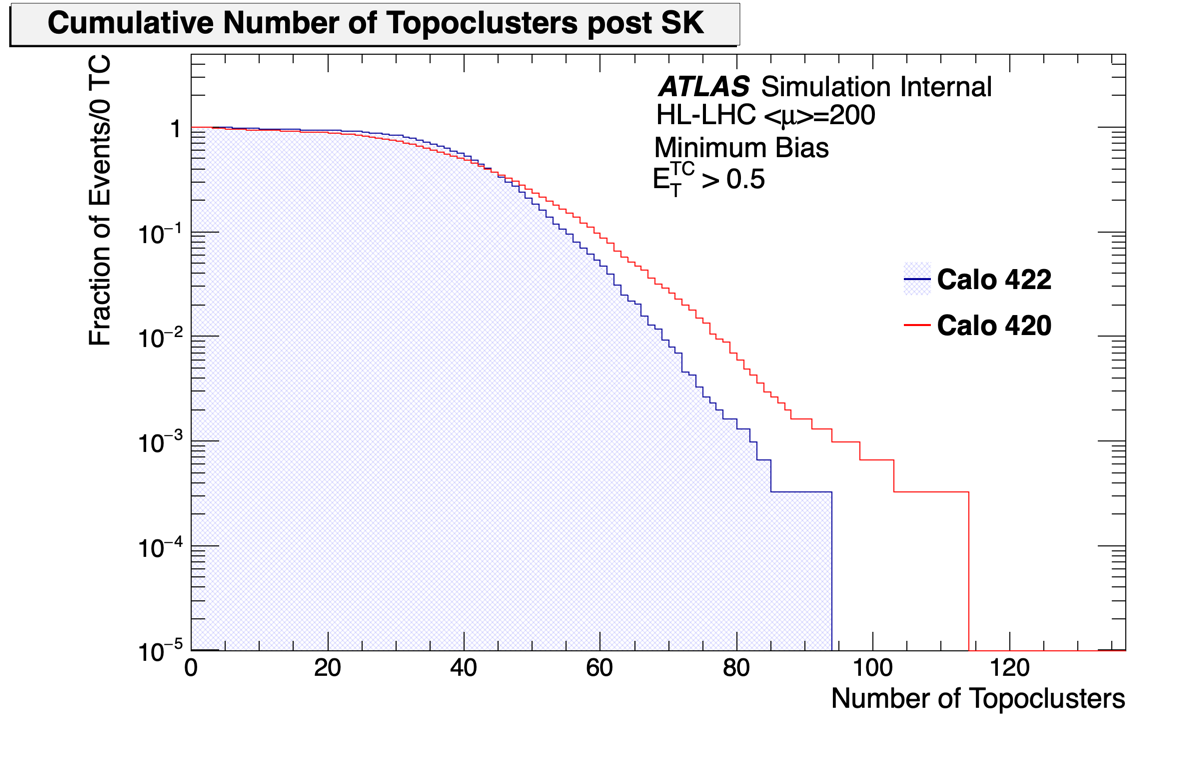 Cumulative Number of Topoclusters post SK
Fraction of Events/0 TC
ATLAS Simulation Internal
HL-LHC <μ>=200
Minimum Bias
E_T^TC > 0.5
Calo 422
Calo 420
1
10⁻¹
10⁻²
10⁻³
10⁻⁴
10⁻⁵
0 20 40 60 80 100 120
Number of Topoclusters